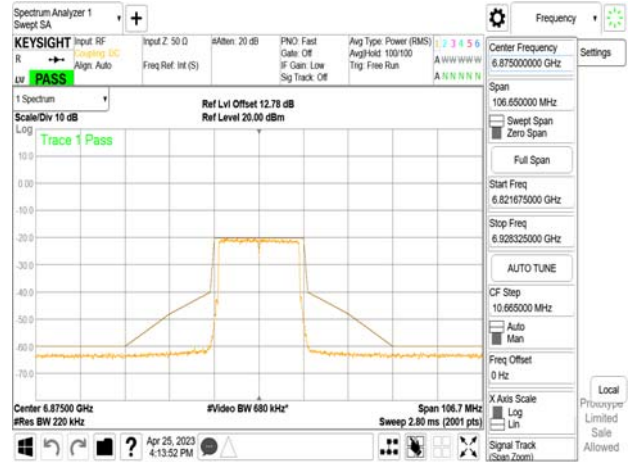 Spectrum Analyzer 1
Swept SA
Frequency
KEYSIGHT
Input: RF
Coupling: DC
Align: Auto
Input Z: 50 Ω
Freq Ref: Int (S)
#Atten: 20 dB
PNO: Fast
Gate: Off
IF Gain: Low
Sig Track: Off
Avg Type: Power (RMS)
Avg|Hold: 100/100
Trig: Free Run
1 2 3 4 5 6
A W W W W W
A N N N N N
R
LV
PASS
Center Frequency
6.875000000 GHz
Settings
Span
106.650000 MHz
Swept Span
Zero Span
Full Span
Start Freq
6.821675000 GHz
Stop Freq
6.928325000 GHz
AUTO TUNE
CF Step
10.665000 MHz
Auto
Man
Freq Offset
0 Hz
X Axis Scale
Log
Lin
Signal Track
(Span Zoom)
Local
Prototype
Limited
Sale
Allowed
1 Spectrum
Scale/Div 10 dB
Ref Lvl Offset 12.78 dB
Ref Level 20.00 dBm
Log
Trace 1 Pass
10.0
0.00
-10.0
-20.0
-30.0
-40.0
-50.0
-60.0
-70.0
Center 6.87500 GHz
#Video BW 680 kHz*
Span 106.7 MHz
#Res BW 220 kHz
Sweep 2.80 ms (2001 pts)
?
Apr 25, 2023
4:13:52 PM